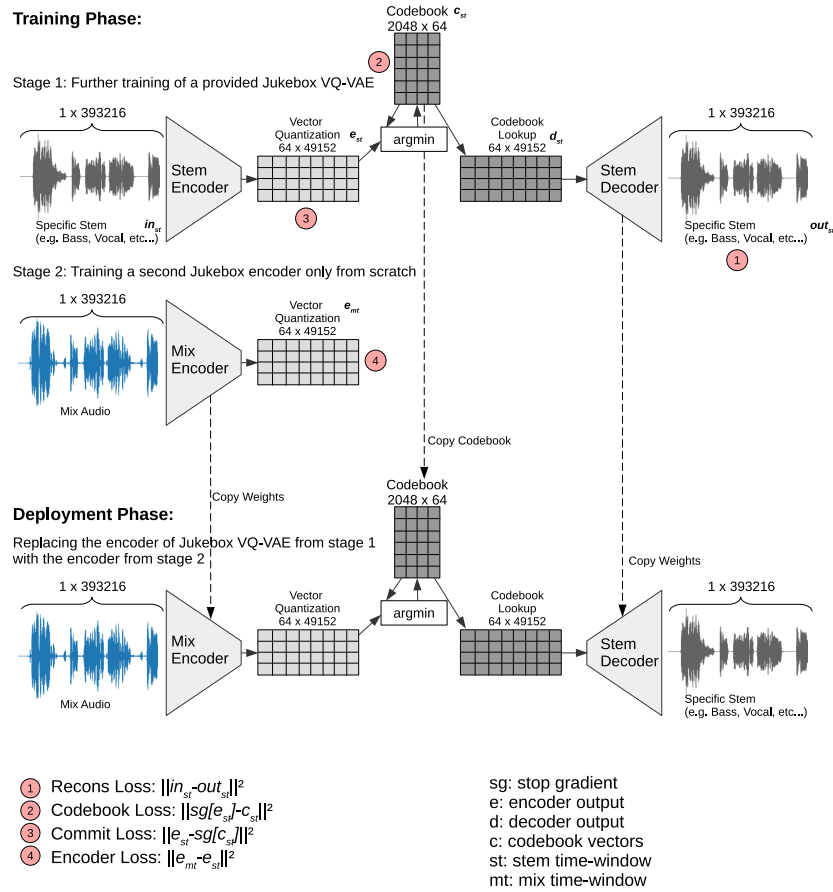 Training Phase:
Codebook c_st
2048 x 64
2
Stage 1: Further training of a provided Jukebox VQ-VAE
1 x 393216
Stem
Encoder
Specific Stem in_st
(e.g. Bass, Vocal, etc...)
Vector
Quantization e_st
64 x 49152
3
argmin
Codebook
Lookup d_st
64 x 49152
Stem
Decoder
1 x 393216
Specific Stem out_st
(e.g. Bass, Vocal, etc...)
1
Stage 2: Training a second Jukebox encoder only from scratch
1 x 393216
Mix
Encoder
Mix Audio
Vector
Quantization e_mt
64 x 49152
4
Copy Codebook
Copy Weights
Copy Weights
Deployment Phase:
Replacing the encoder of Jukebox VQ-VAE from stage 1
with the encoder from stage 2
1 x 393216
Mix
Encoder
Mix Audio
Vector
Quantization
64 x 49152
Codebook
2048 x 64
argmin
Codebook
Lookup
64 x 49152
Stem
Decoder
1 x 393216
Specific Stem
(e.g. Bass, Vocal, etc...)
1 Recons Loss: ||in_st-out_st||²
2 Codebook Loss: ||sg[e_st]-c_st||²
3 Commit Loss: ||e_st-sg[c_st]||²
4 Encoder Loss: ||e_mt-e_st||²
sg: stop gradient
e: encoder output
d: decoder output
c: codebook vectors
st: stem time-window
mt: mix time-window